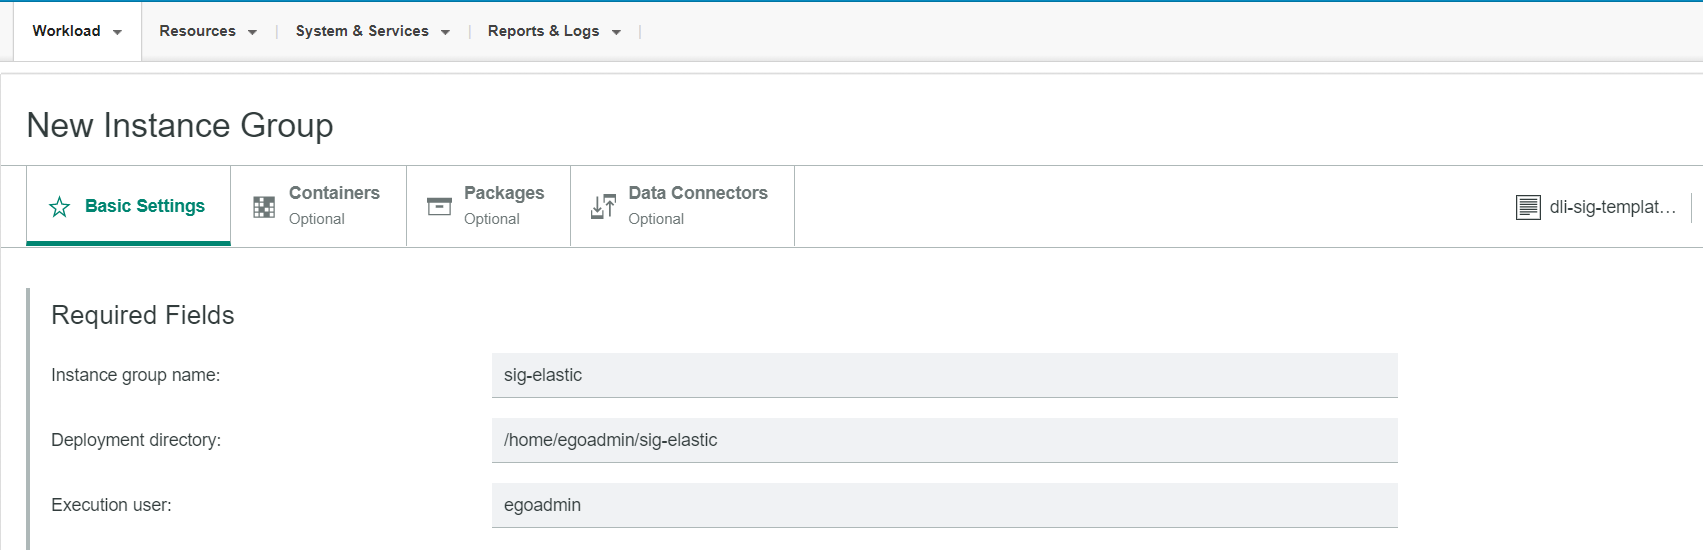 Workload Resources System & Services Reports & Logs
New Instance Group
Basic Settings
Containers
Optional
Packages
Optional
Data Connectors
Optional
dli-sig-templat...
Required Fields
Instance group name: sig-elastic
Deployment directory: /home/egoadmin/sig-elastic
Execution user: egoadmin